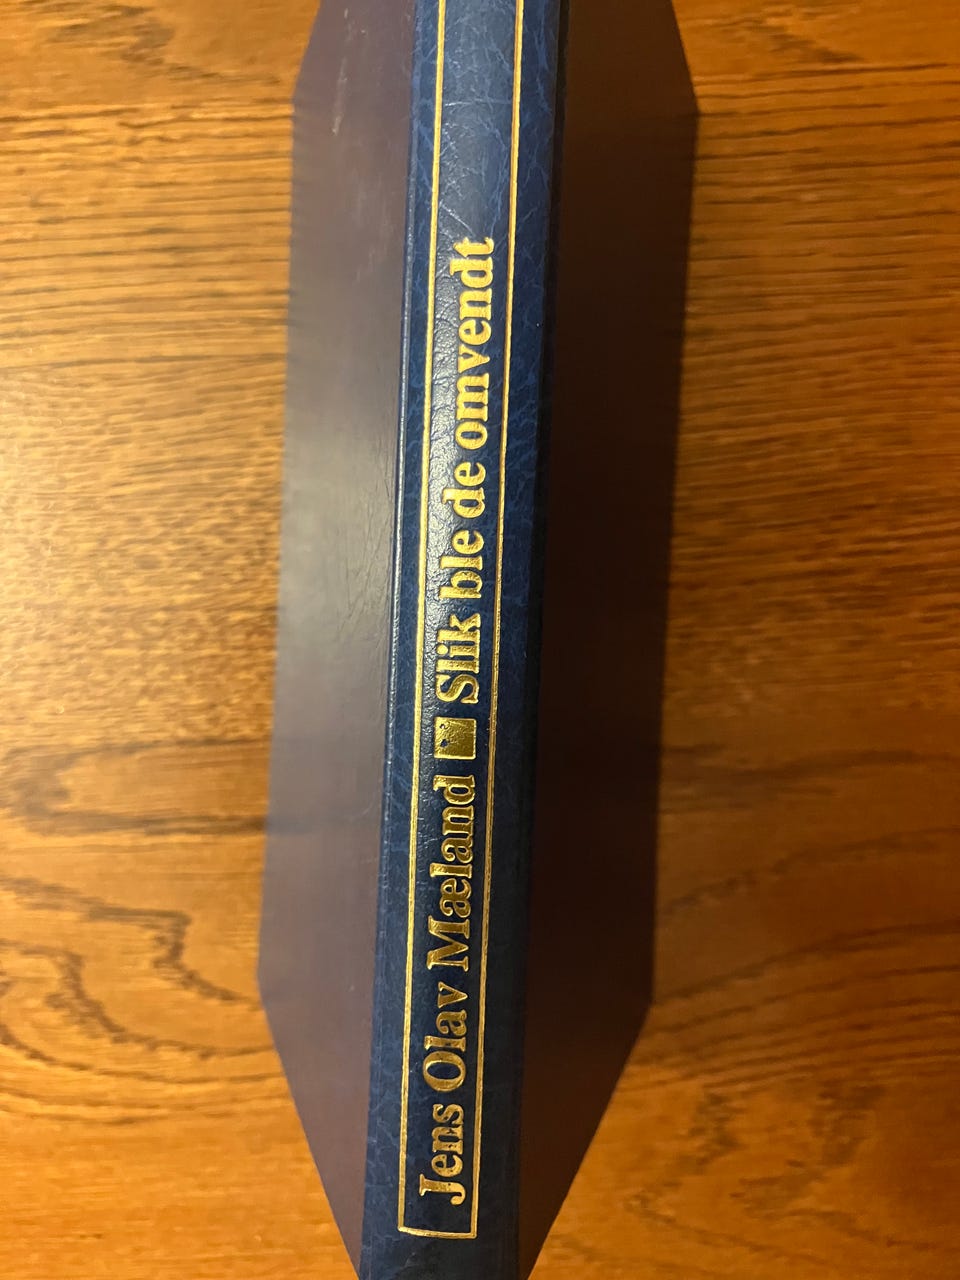 Jens Olav Mæland ■ Slik ble de omvendt